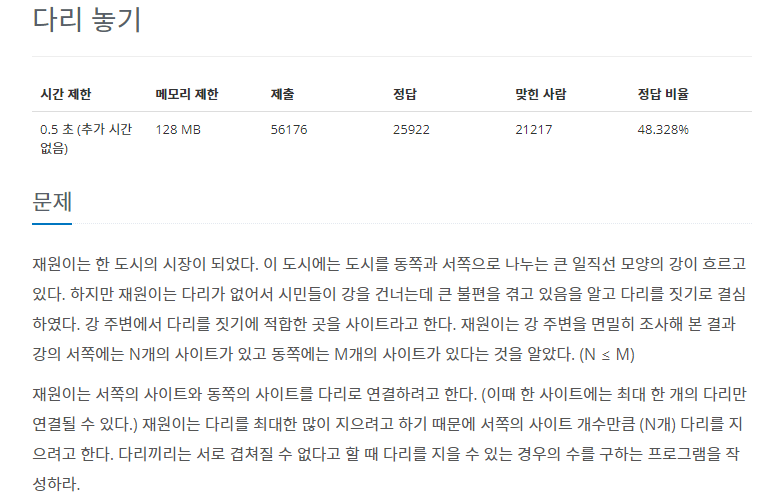 다리 놓기
시간 제한 메모리 제한 제출 정답 맞힌 사람 정답 비율
0.5 초 (추가 시간 128 MB 56176 25922 21217 48.328%
없음)
문제
재원이는 한 도시의 시장이 되었다. 이 도시에는 도시를 동쪽과 서쪽으로 나누는 큰 일직선 모양의 강이 흐르고
있다. 하지만 재원이는 다리가 없어서 시민들이 강을 건너는데 큰 불편을 겪고 있음을 알고 다리를 짓기로 결심
하였다. 강 주변에서 다리를 짓기에 적합한 곳을 사이트라고 한다. 재원이는 강 주변을 면밀히 조사해 본 결과
강의 서쪽에는 N개의 사이트가 있고 동쪽에는 M개의 사이트가 있다는 것을 알았다. (N ≤ M)
재원이는 서쪽의 사이트와 동쪽의 사이트를 다리로 연결하려고 한다. (이때 한 사이트에는 최대 한 개의 다리만
연결될 수 있다.) 재원이는 다리를 최대한 많이 지으려고 하기 때문에 서쪽의 사이트 개수만큼 (N개) 다리를 지
으려고 한다. 다리끼리는 서로 겹쳐질 수 없다고 할 때 다리를 지을 수 있는 경우의 수를 구하는 프로그램을 작
성하라.